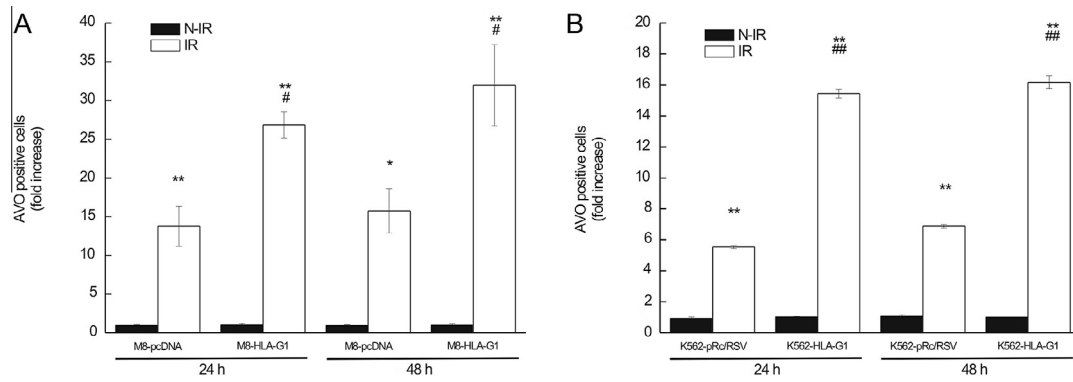 A
AVO positive cells
(fold increase)
40
35
30
25
20
15
10
5
0
N-IR
IR
**
**
#
*
**
#
M8-pcDNA
M8-HLA-G1
M8-pcDNA
M8-HLA-G1
24 h
48 h
B
AVO positive cells
(fold increase)
20
18
16
14
12
10
8
6
4
2
0
N-IR
IR
**
**
##
**
**
##
K562-pRc/RSV
K562-HLA-G1
K562-pRc/RSV
K562-HLA-G1
24 h
48 h